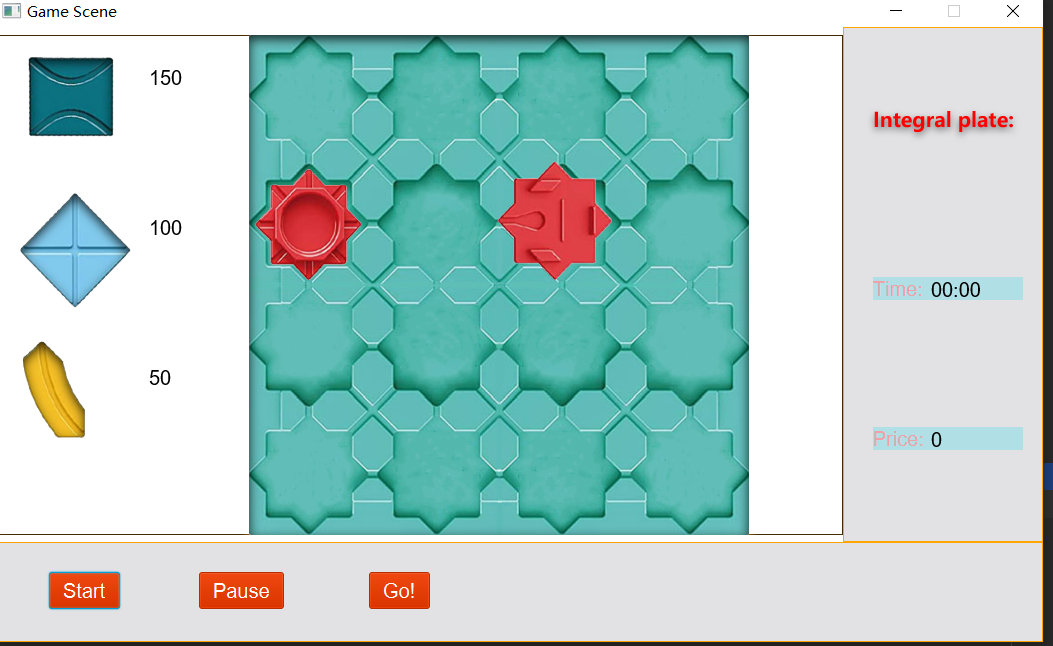 Game Scene
150
100
50
Integral plate:
Time: 00:00
Price: 0
Start
Pause
Go!